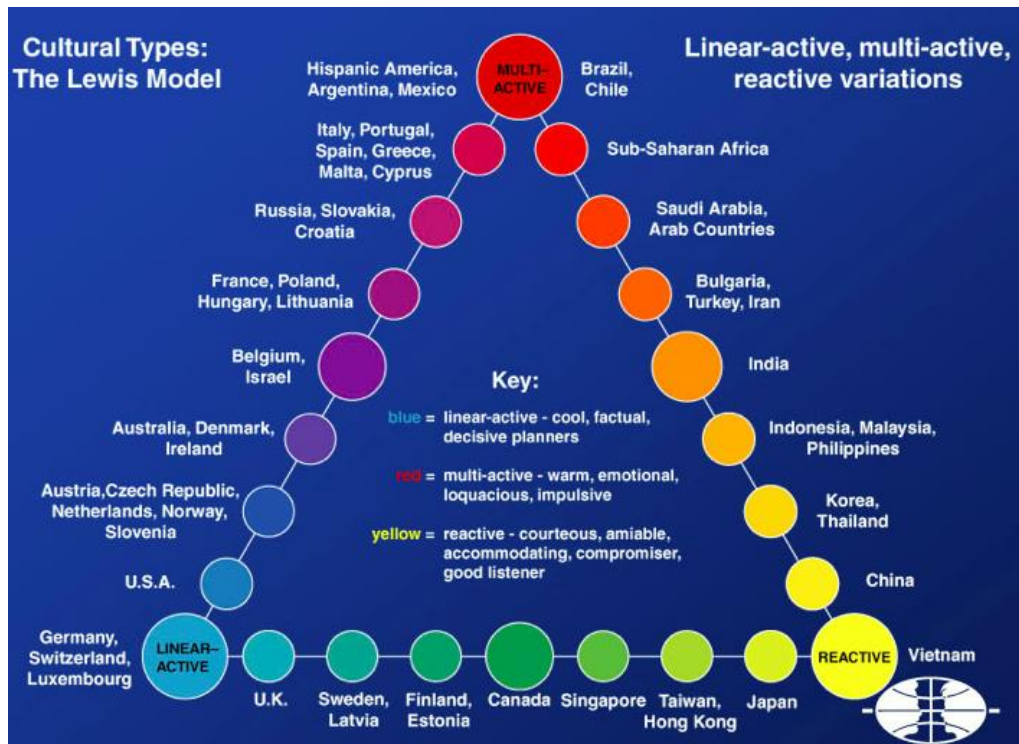 Cultural Types:
The Lewis Model
Linear-active, multi-active,
reactive variations
MULTI–
ACTIVE
Hispanic America,
Argentina, Mexico
Brazil,
Chile
Italy, Portugal,
Spain, Greece,
Malta, Cyprus
Sub-Saharan Africa
Russia, Slovakia,
Croatia
Saudi Arabia,
Arab Countries
France, Poland,
Hungary, Lithuania
Bulgaria,
Turkey, Iran
Belgium,
Israel
India
Key:
blue = linear-active - cool, factual,
decisive planners
red = multi-active - warm, emotional,
loquacious, impulsive
yellow = reactive - courteous, amiable,
accommodating, compromiser,
good listener
Australia, Denmark,
Ireland
Indonesia, Malaysia,
Philippines
Austria,Czech Republic,
Netherlands, Norway,
Slovenia
Korea,
Thailand
U.S.A.
China
Germany,
Switzerland,
Luxembourg
LINEAR–
ACTIVE
U.K.
Sweden,
Latvia
Finland,
Estonia
Canada
Singapore
Taiwan,
Hong Kong
Japan
REACTIVE
Vietnam